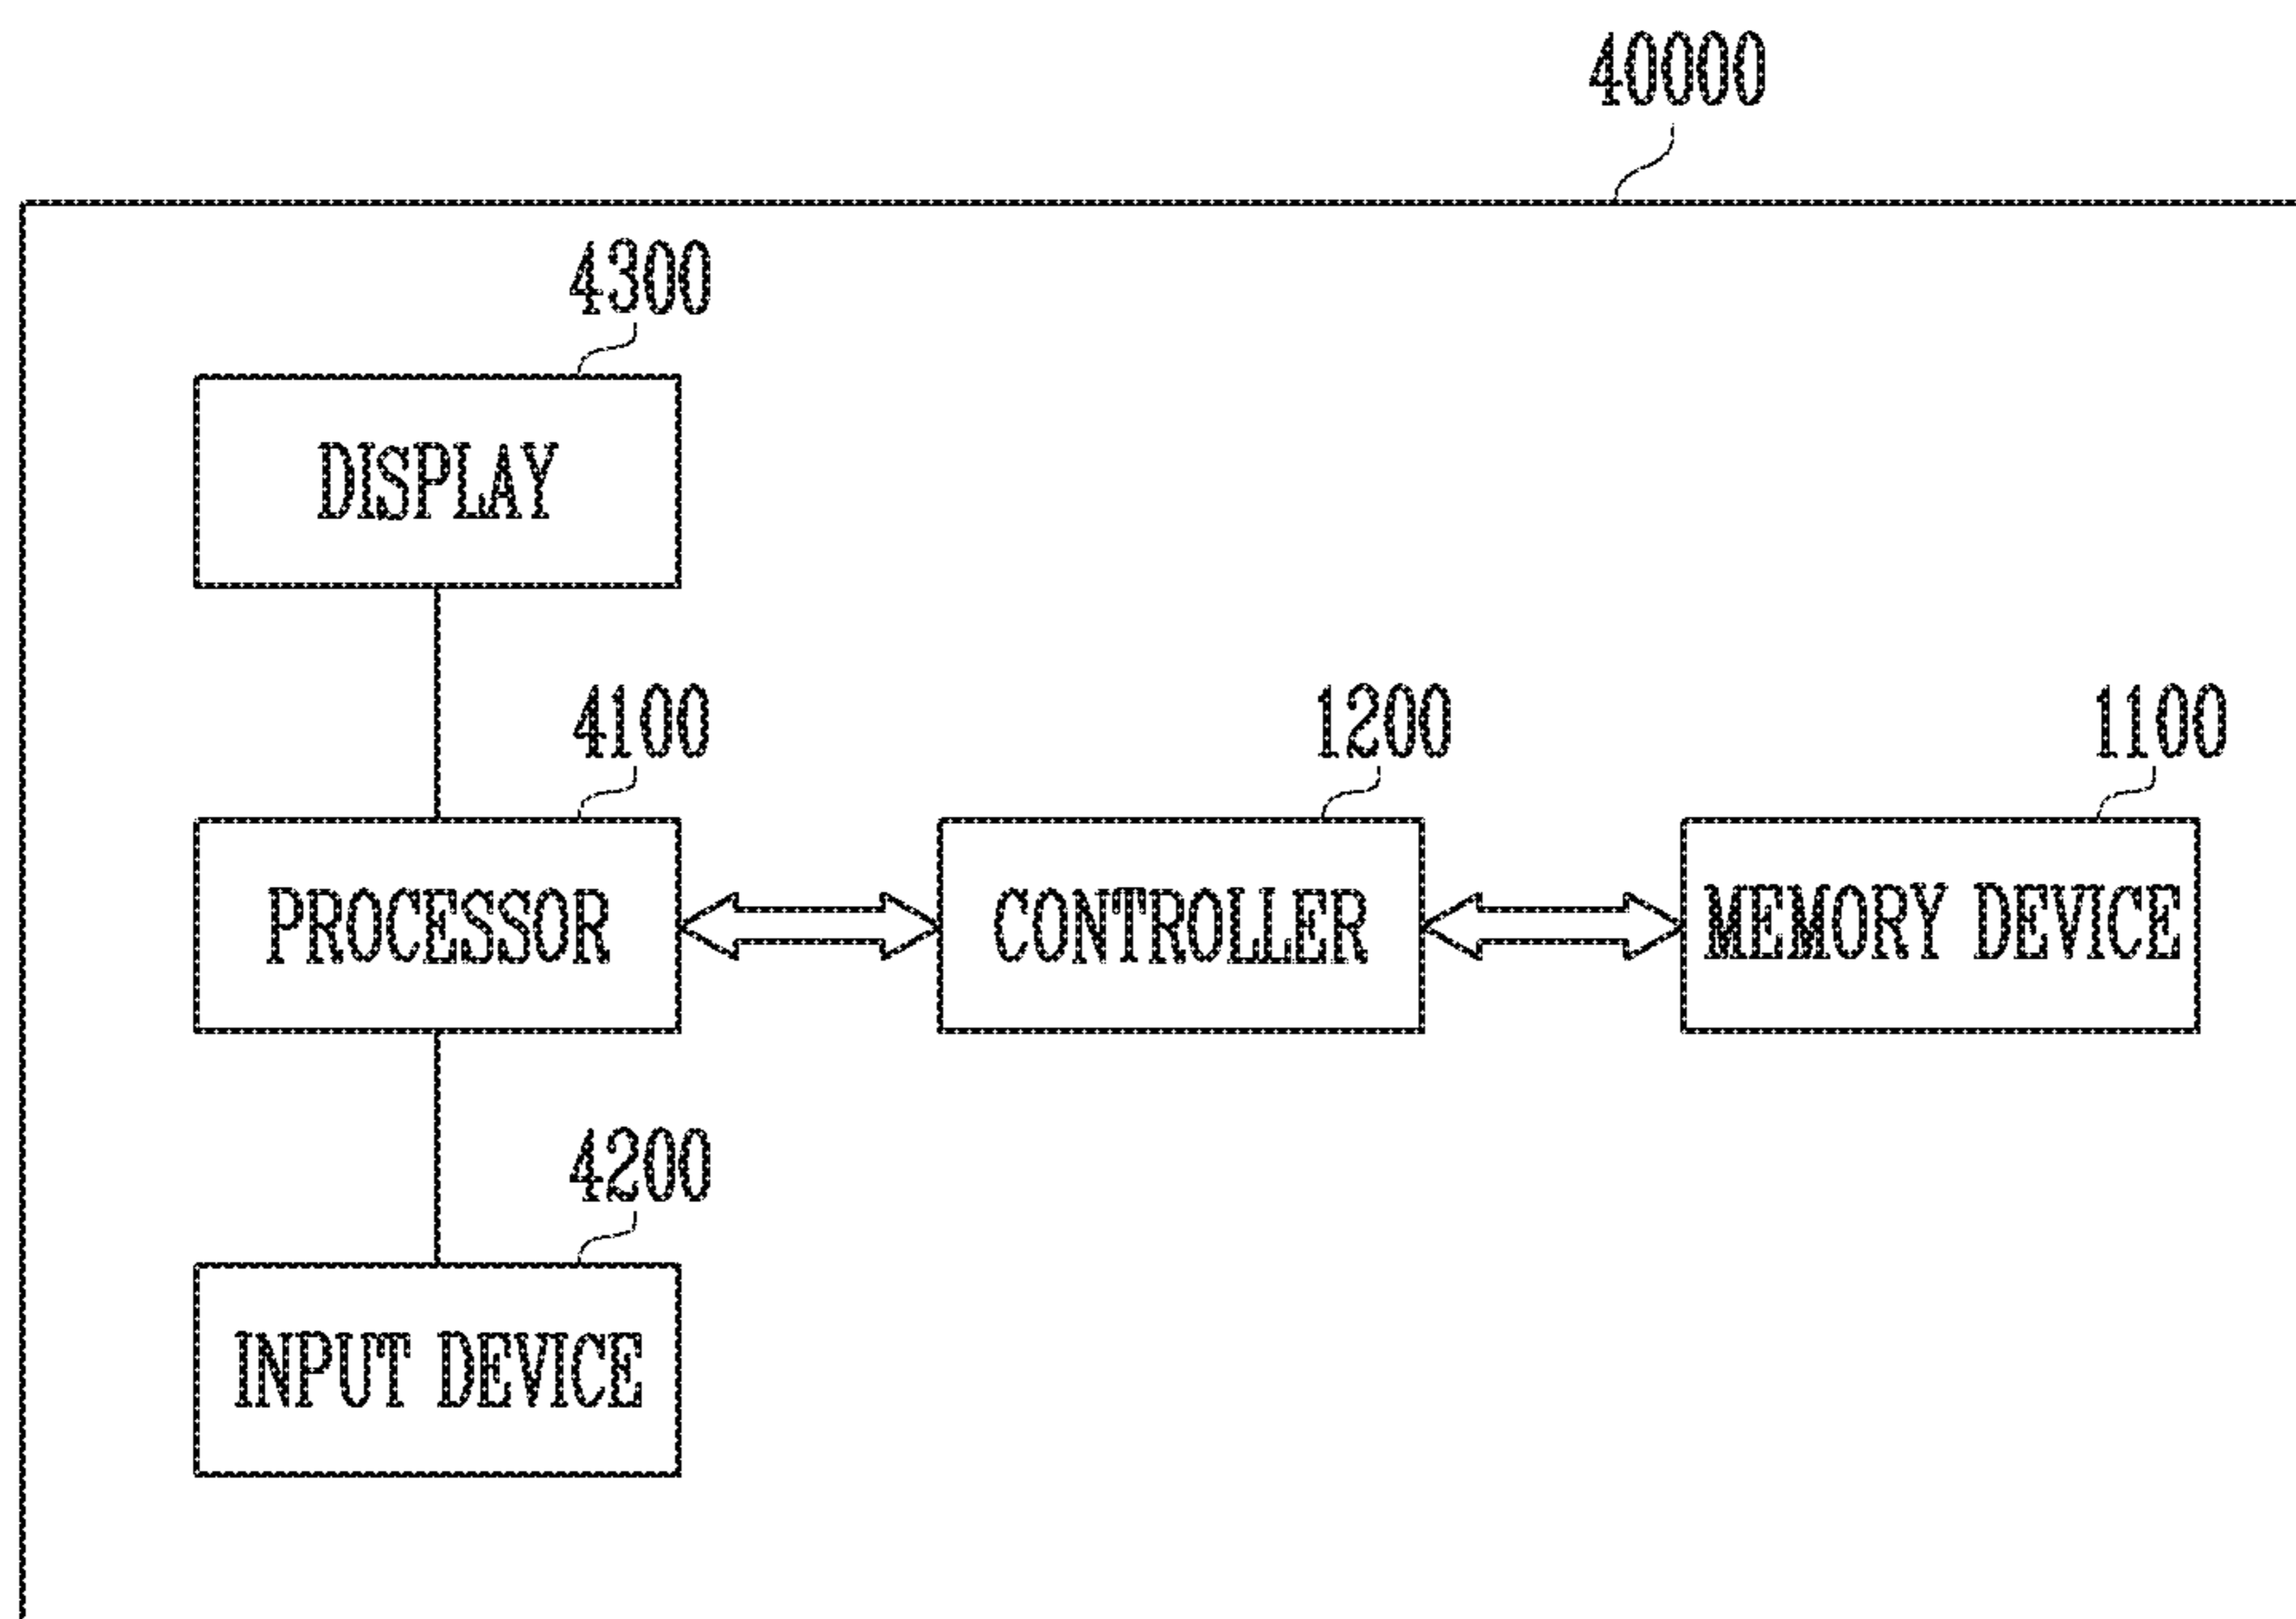 40000
4300
DISPLAY
4100
1200
1100
PROCESSOR
CONTROLLER
MEMORY DEVICE
4200
INPUT DEVICE